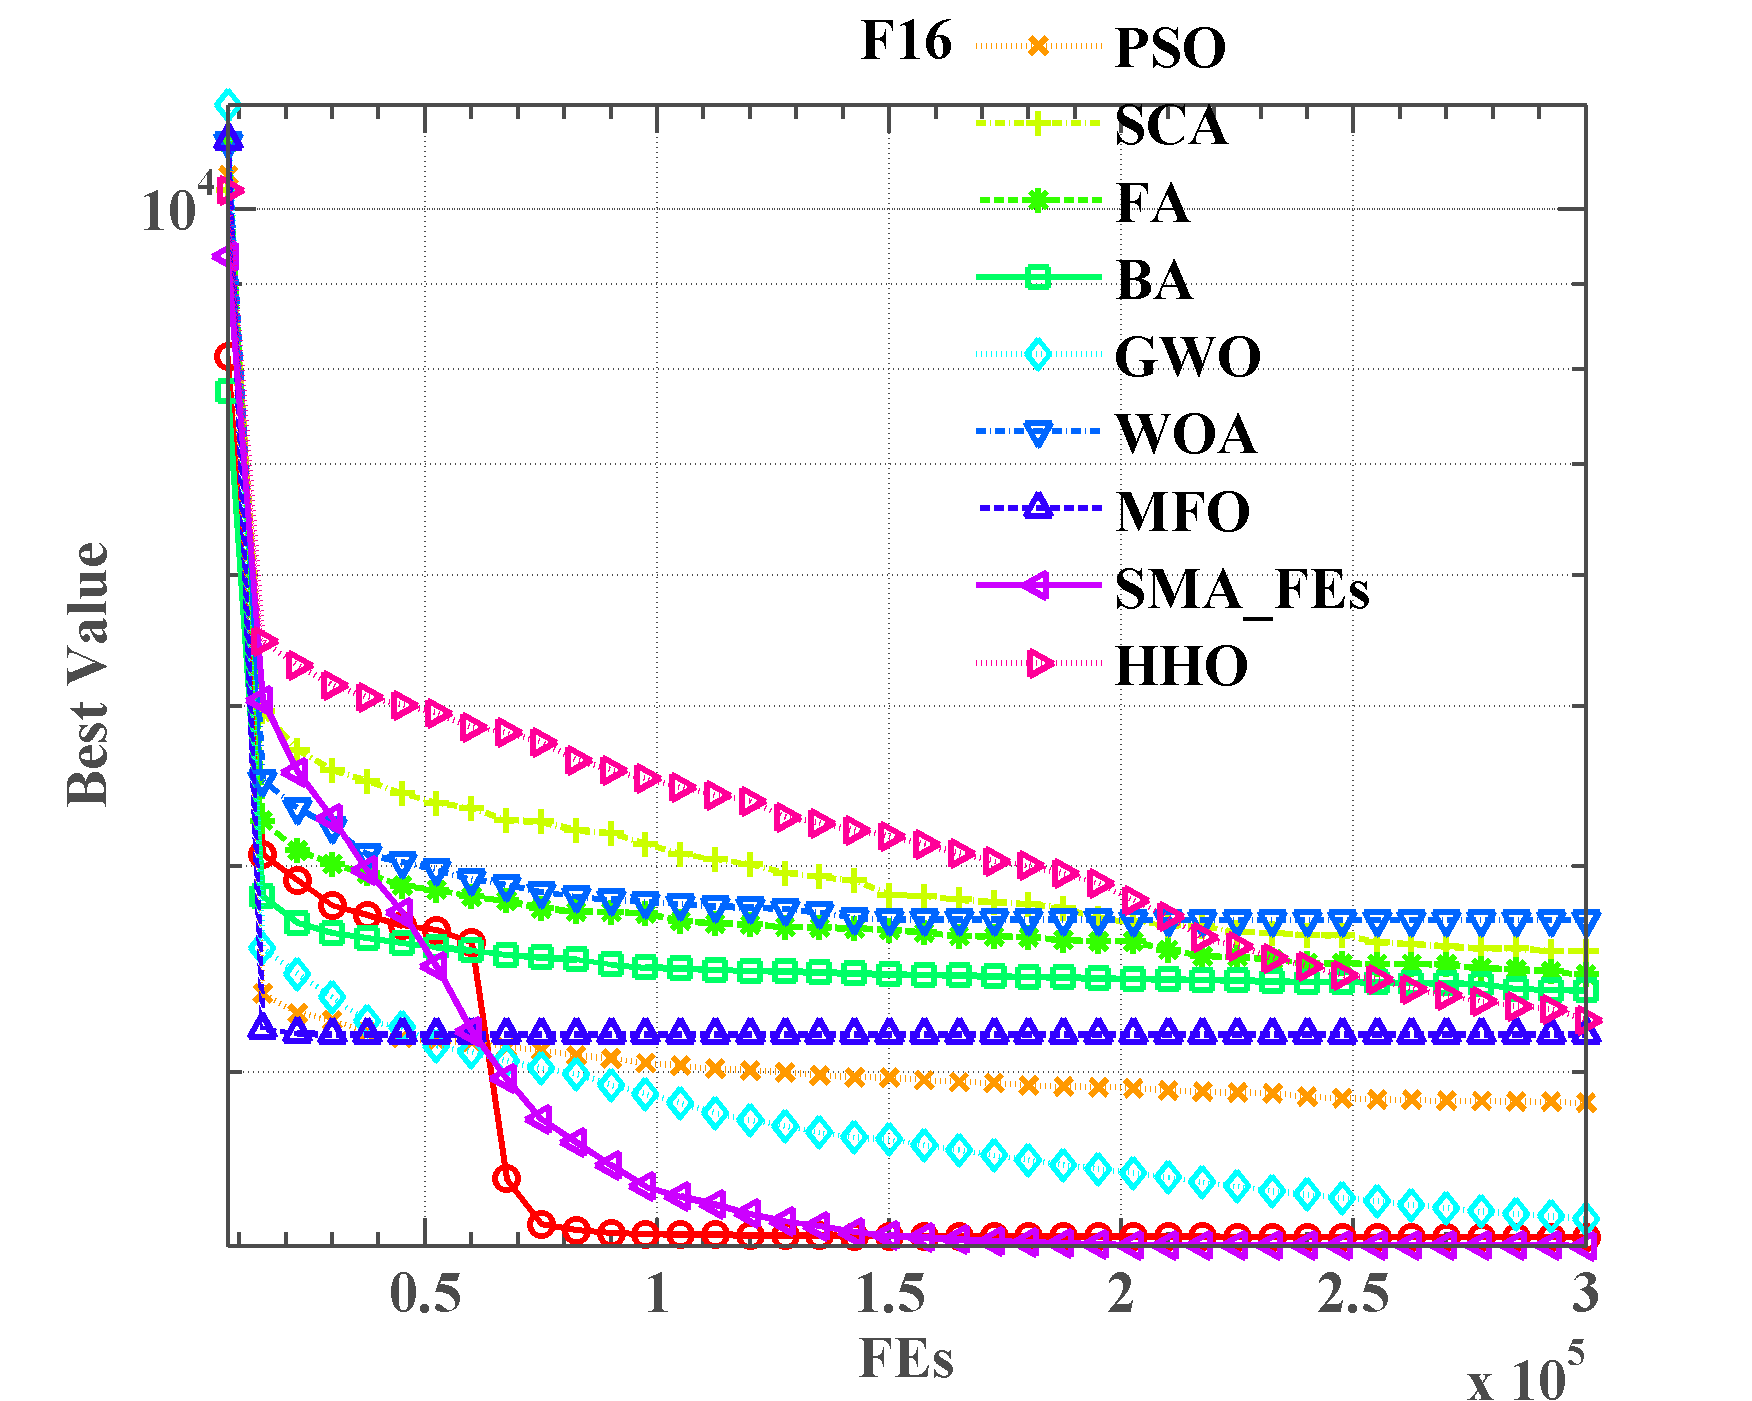 F16
PSO
SCA
FA
BA
GWO
WOA
MFO
SMA_FEs
HHO
10^4
Best Value
0.5 1 1.5 2 2.5 3
FEs
x 10^5